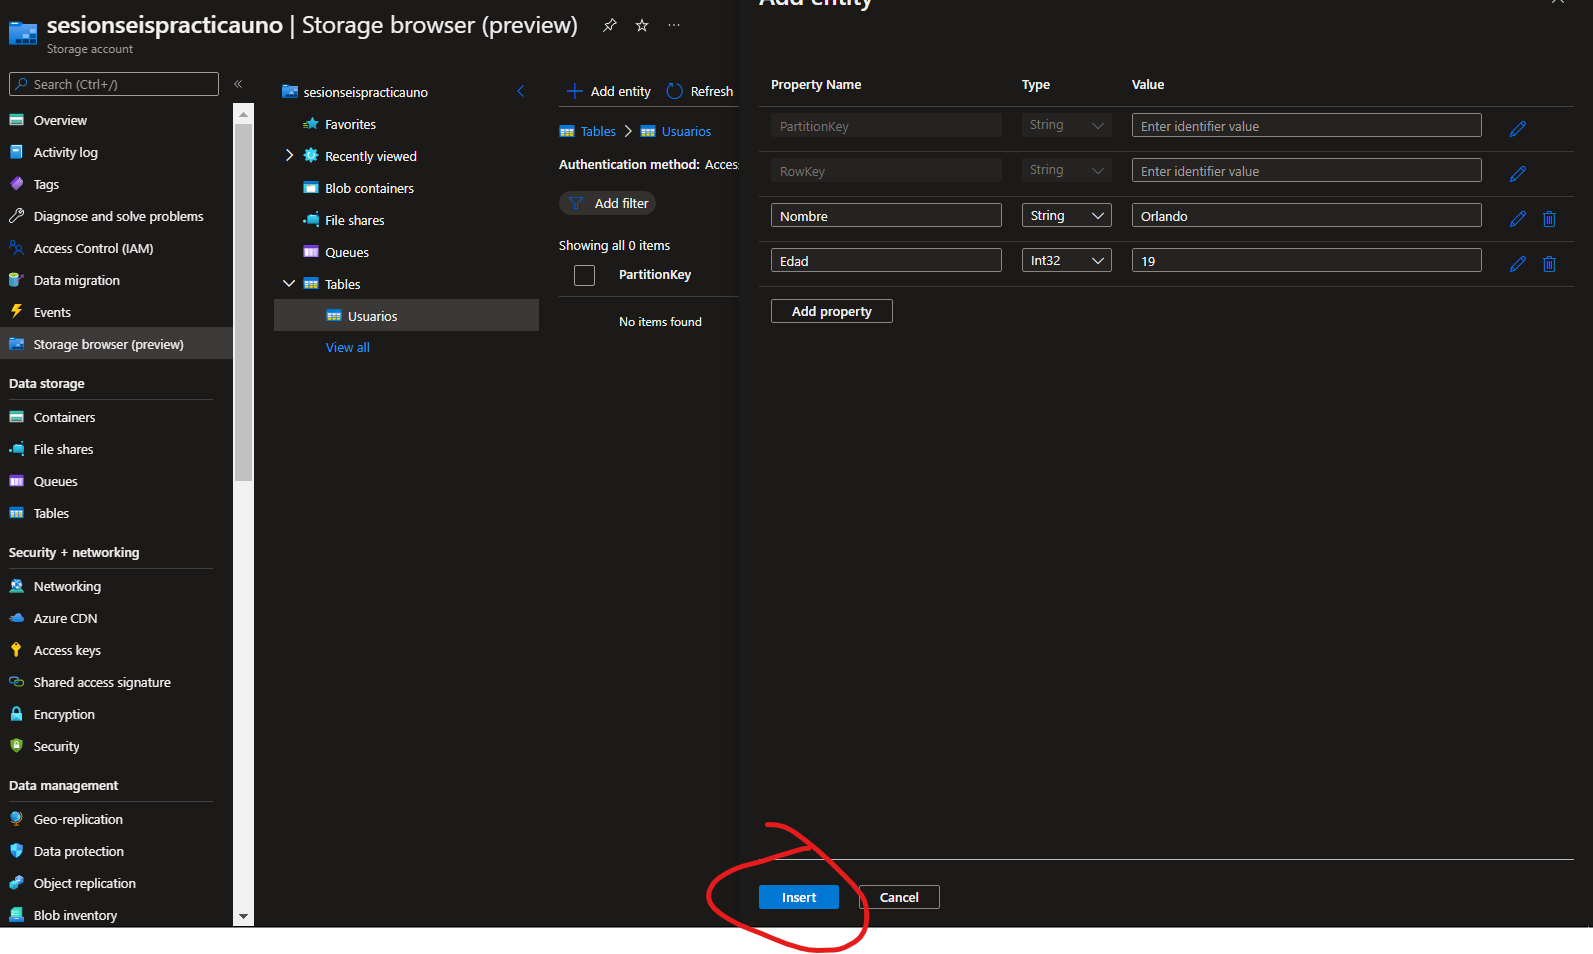 sesionseispracticauno | Storage browser (preview)
Storage account
Search (Ctrl+/)
Overview
Activity log
Tags
Diagnose and solve problems
Access Control (IAM)
Data migration
Events
Storage browser (preview)
Data storage
Containers
File shares
Queues
Tables
Security + networking
Networking
Azure CDN
Access keys
Shared access signature
Encryption
Security
Data management
Geo-replication
Data protection
Object replication
Blob inventory
sesionseispracticauno
Favorites
Recently viewed
Blob containers
File shares
Queues
Tables
Usuarios
View all
Add entity Refresh
Tables > Usuarios
Authentication method: Acces
Add filter
Showing all 0 items
PartitionKey
No items found
Add entity
Property Name Type Value
PartitionKey String Enter identifier value
RowKey String Enter identifier value
Nombre String Orlando
Edad Int32 19
Add property
Insert Cancel